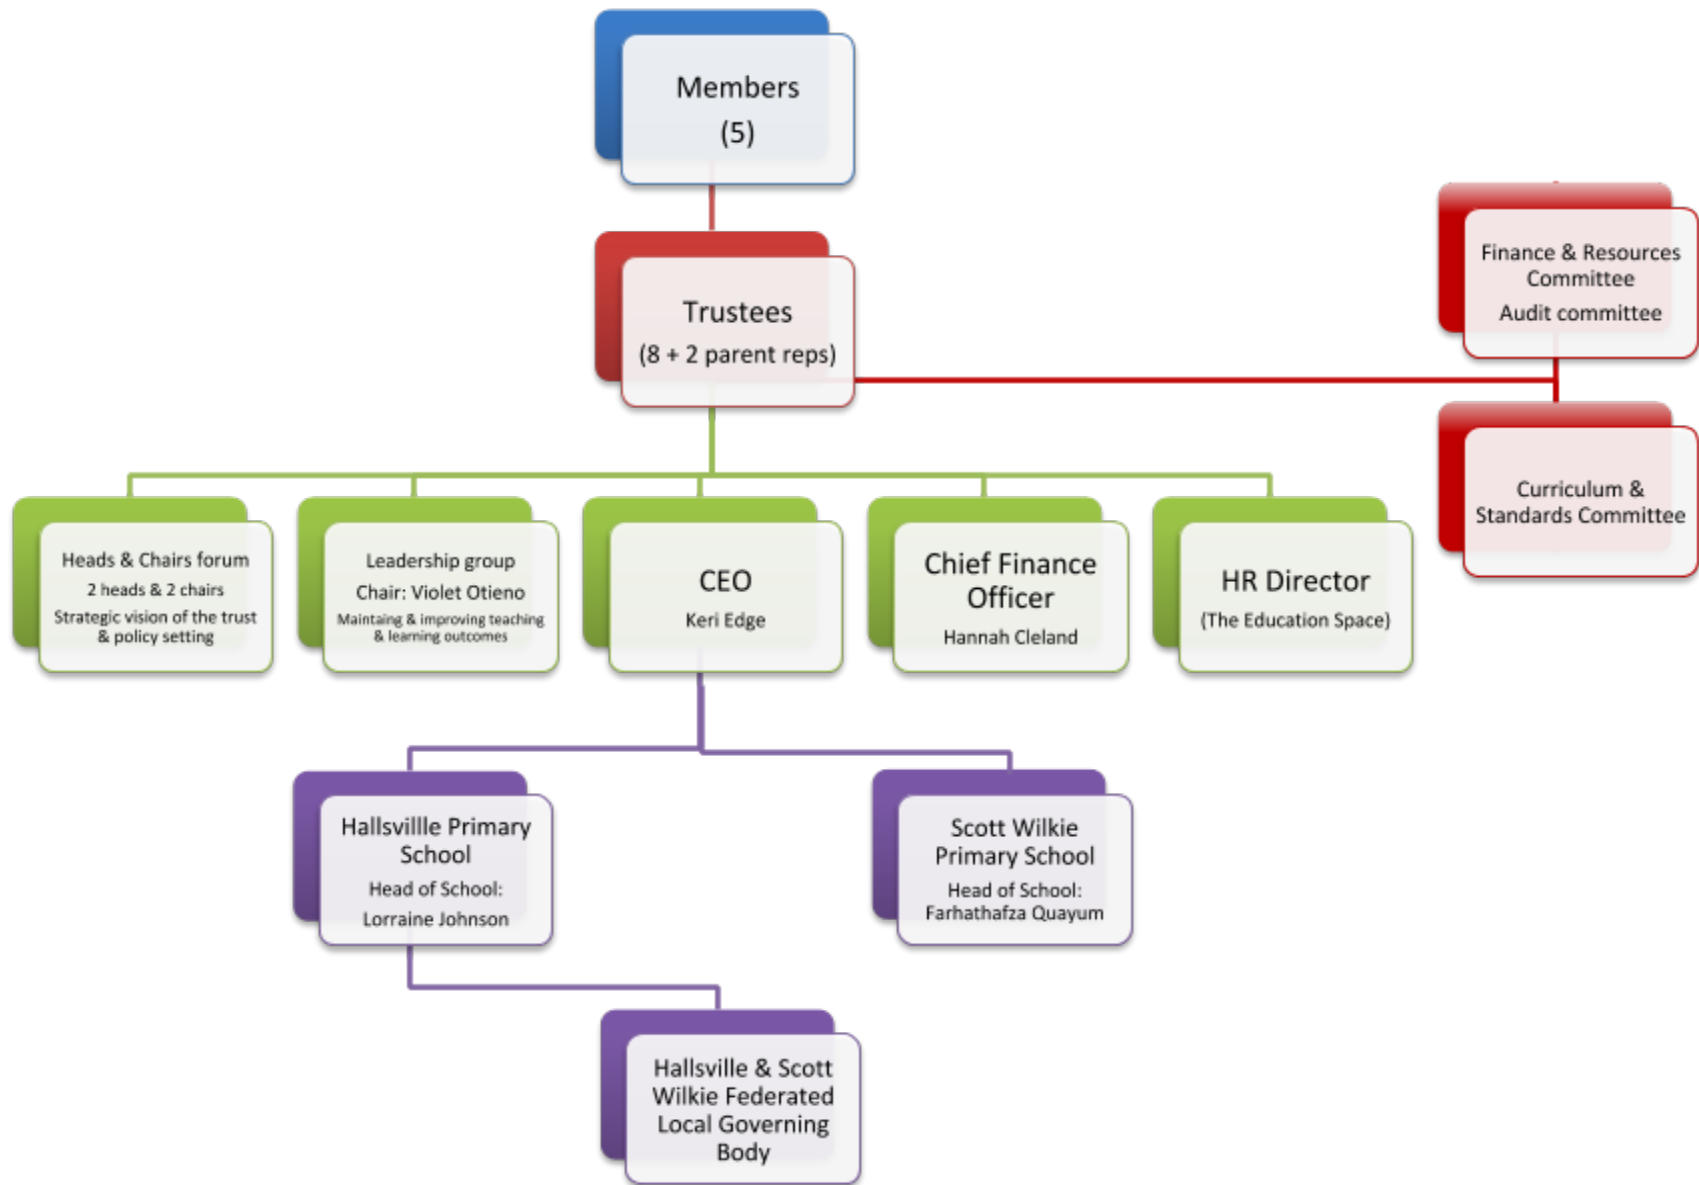 Members
(5)
Trustees
(8 + 2 parent reps)
Finance & Resources
Committee
Audit committee
Curriculum &
Standards Committee
Heads & Chairs forum
2 heads & 2 chairs
Strategic vision of the trust
& policy setting
Leadership group
Chair: Violet Otieno
Maintaing & improving teaching
& learning outcomes
CEO
Keri Edge
Chief Finance
Officer
Hannah Cleland
HR Director
(The Education Space)
Hallsvillle Primary
School
Head of School:
Lorraine Johnson
Scott Wilkie
Primary School
Head of School:
Farhathafza Quayum
Hallsville & Scott
Wilkie Federated
Local Governing
Body